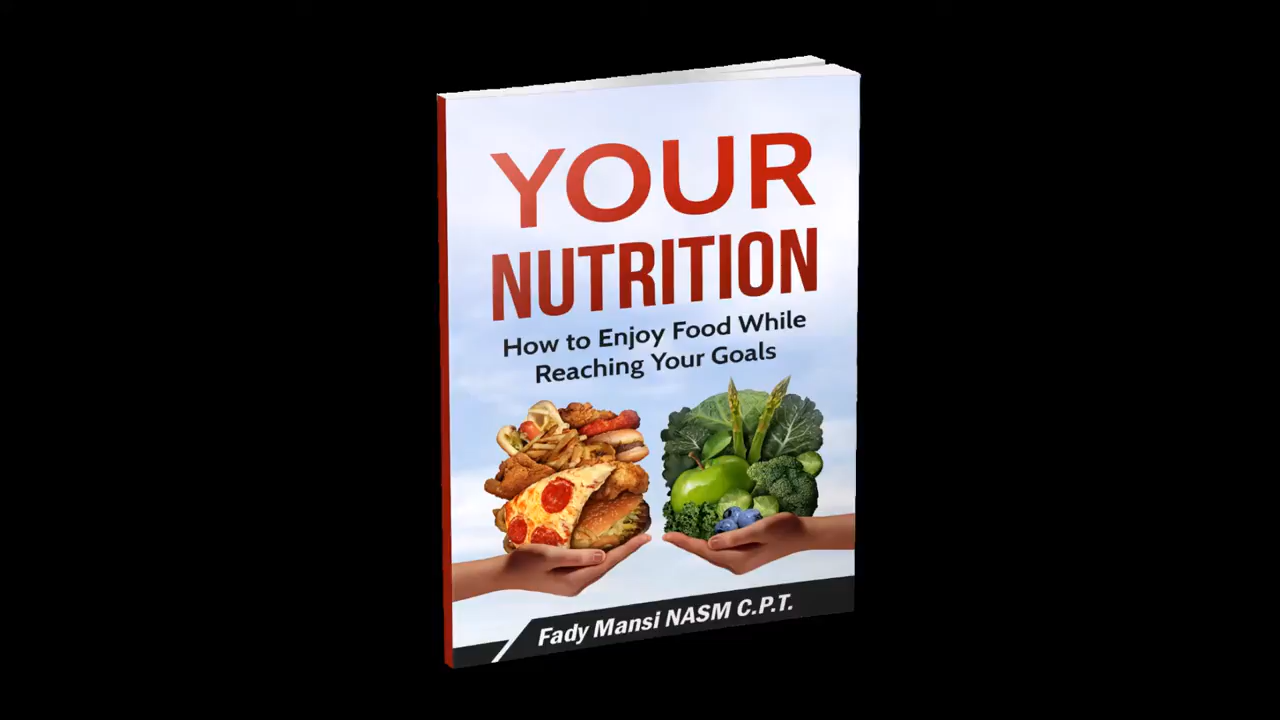 YOUR
NUTRITION
How to Enjoy Food While
Reaching Your Goals
Fady Mansi NASM C.P.T.